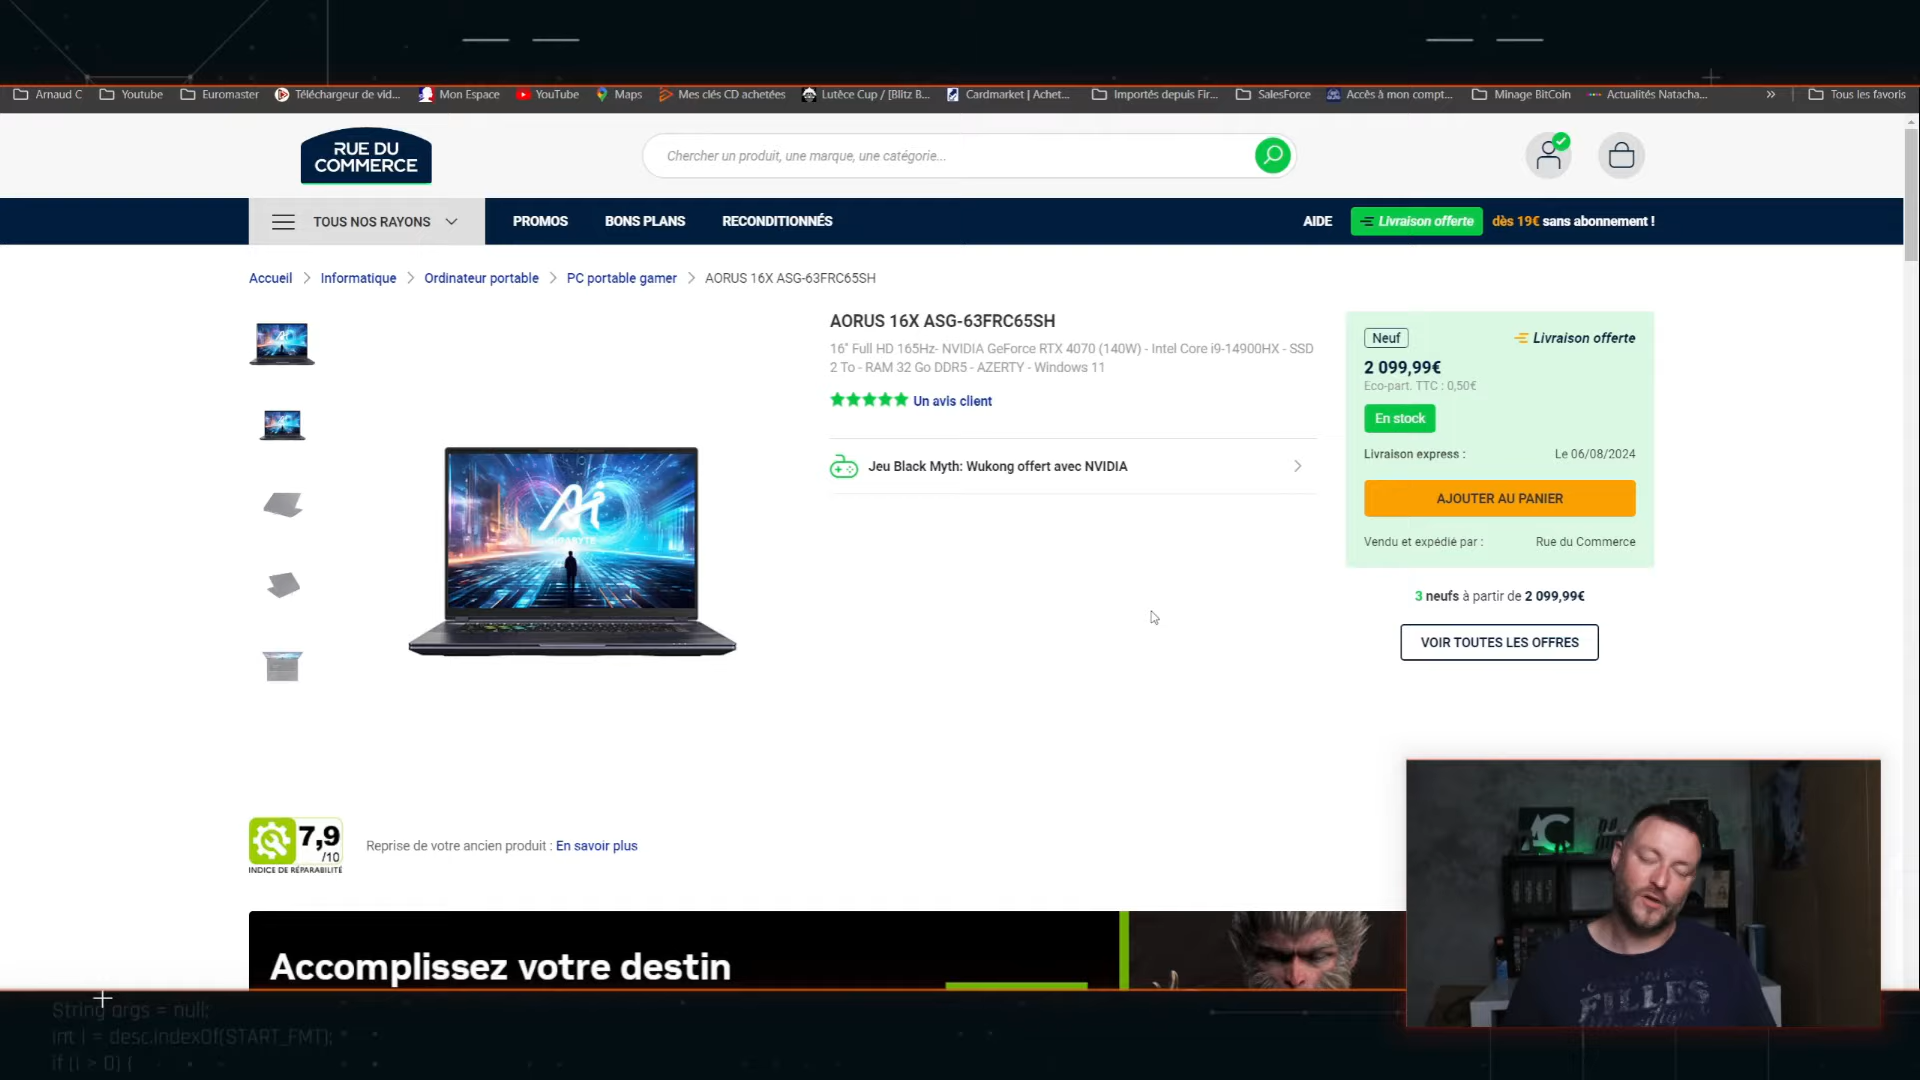 Arnaud C
Youtube
Euromaster
Téléchargeur de vid...
Mon Espace
YouTube
Maps
Mes clés CD achetées
Lutèce Cup / [Blitz B...
Cardmarket | Achet...
Importés depuis Fir...
SalesForce
Accès à mon compt...
Minage BitCoin
Actualités Natacha...
»
Tous les favoris
RUE DU
COMMERCE
Chercher un produit, une marque, une catégorie...
TOUS NOS RAYONS
PROMOS
BONS PLANS
RECONDITIONNÉS
AIDE
Livraison offerte
dès 19€ sans abonnement !
Accueil > Informatique > Ordinateur portable > PC portable gamer > AORUS 16X ASG-63FRC65SH
AORUS 16X ASG-63FRC65SH
16" Full HD 165Hz- NVIDIA GeForce RTX 4070 (140W) - Intel Core i9-14900HX - SSD
2 To - RAM 32 Go DDR5 - AZERTY - Windows 11
Un avis client
Jeu Black Myth: Wukong offert avec NVIDIA
Neuf
Livraison offerte
2 099,99€
Eco-part. TTC : 0,50€
En stock
Livraison express :
Le 06/08/2024
AJOUTER AU PANIER
Vendu et expédié par :
Rue du Commerce
3 neufs à partir de 2 099,99€
VOIR TOUTES LES OFFRES
Ai
GIGABYTE
7,9
/10
INDICE DE RÉPARABILITÉ
Reprise de votre ancien produit : En savoir plus
Accomplissez votre destin
FILLES
String args = null;
int i = desc.indexOf(START_FMT);
if (i > 0) {